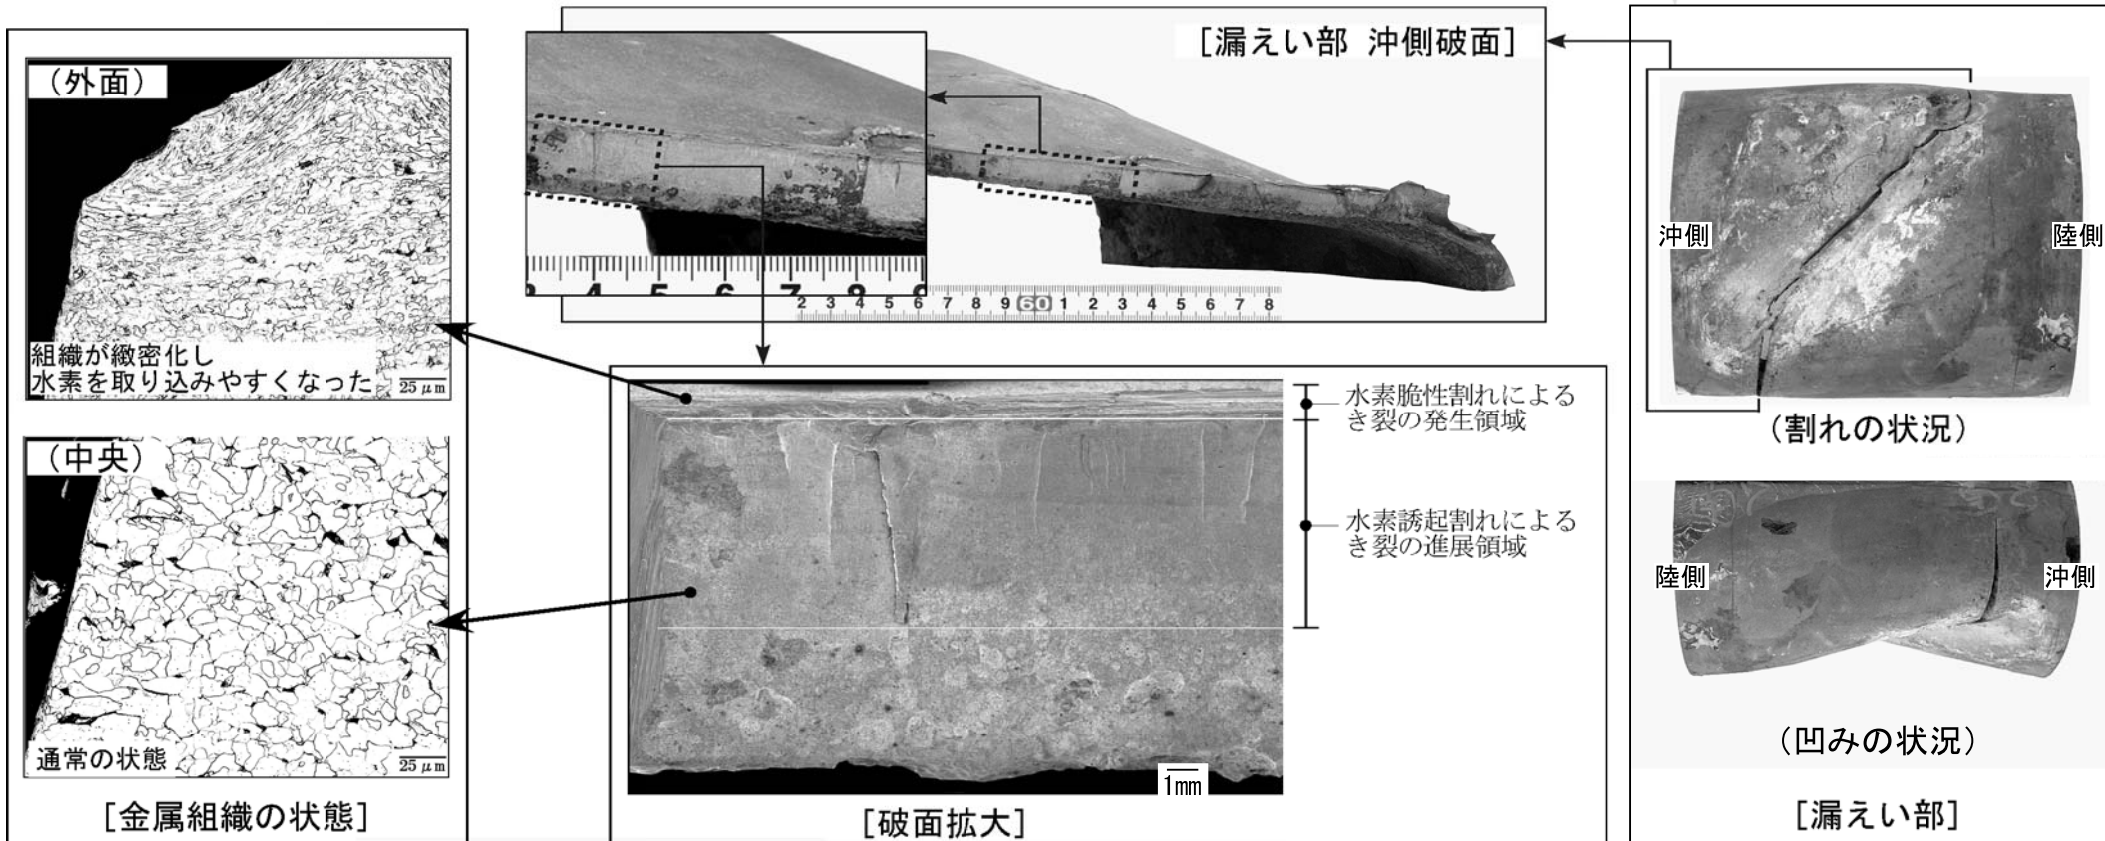 (外面)
組織が緻密化し
水素を取り込みやすくなった
25μm
(中央)
通常の状態
25μm
[金属組織の状態]
[漏えい部 沖側破面]
3 4 5 6 7 8 9
2 3 4 5 6 7 8 9 60 1 2 3 4 5 6 7 8
水素脆性割れによる
き裂の発生領域
水素誘起割れによる
き裂の進展領域
1mm
[破面拡大]
沖側
陸側
(割れの状況)
陸側
沖側
(凹みの状況)
[漏えい部]